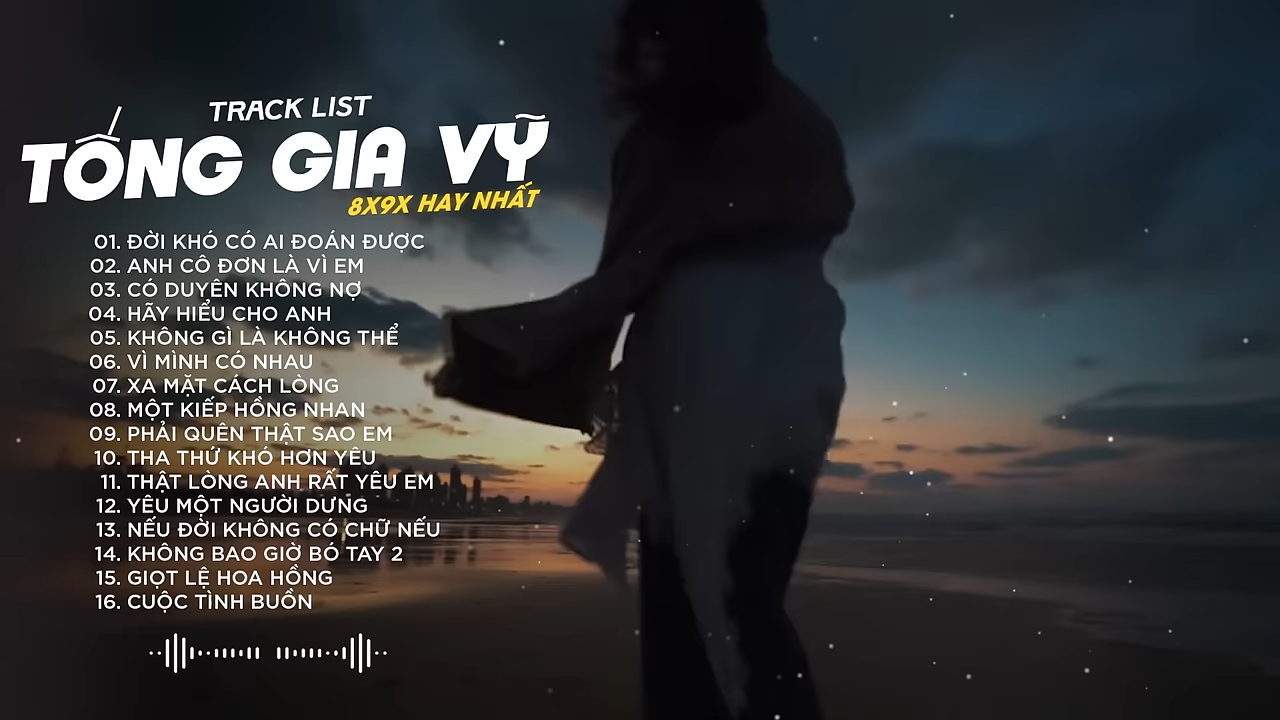 TRACK LIST
TỐNG GIA VỸ
8X9X HAY NHẤT
01. ĐỜI KHÓ CÓ AI ĐOÁN ĐƯỢC
02. ANH CÔ ĐƠN LÀ VÌ EM
03. CÓ DUYÊN KHÔNG NỢ
04. HÃY HIỂU CHO ANH
05. KHÔNG GÌ LÀ KHÔNG THỂ
06. VÌ MÌNH CÓ NHAU
07. XA MẶT CÁCH LÒNG
08. MỘT KIẾP HỒNG NHAN
09. PHẢI QUÊN THẬT SAO EM
10. THA THỨ KHÓ HƠN YÊU
11. THẬT LÒNG ANH RẤT YÊU EM
12. YÊU MỘT NGƯỜI DƯNG
13. NẾU ĐỜI KHÔNG CÓ CHỮ NẾU
14. KHÔNG BAO GIỜ BÓ TAY 2
15. GIỌT LỆ HOA HỒNG
16. CUỘC TÌNH BUỒN